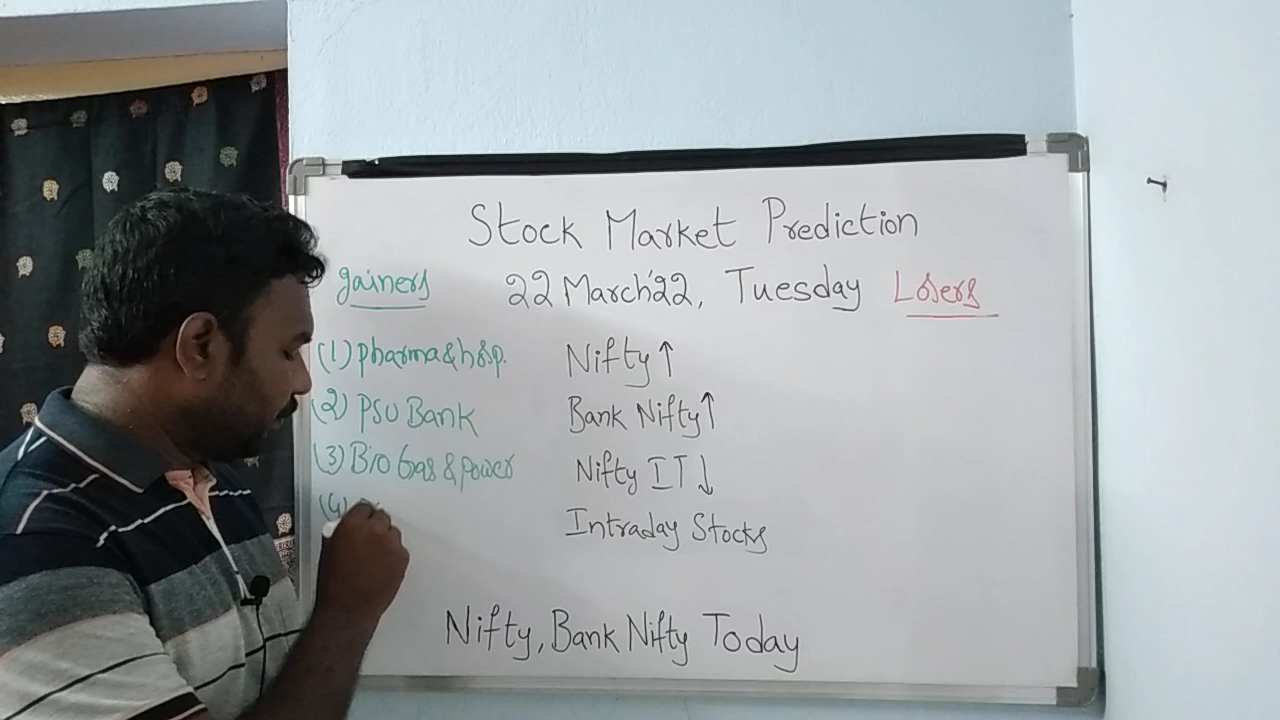 Stock Market Prediction
gainers 22 March'22, Tuesday Losers
(1) pharma & hosp. Nifty ↑
(2) PSU Bank Bank Nifty ↑
(3) Bio Gas & power Nifty IT ↓
(4)
Intraday Stocks
Nifty, Bank Nifty Today